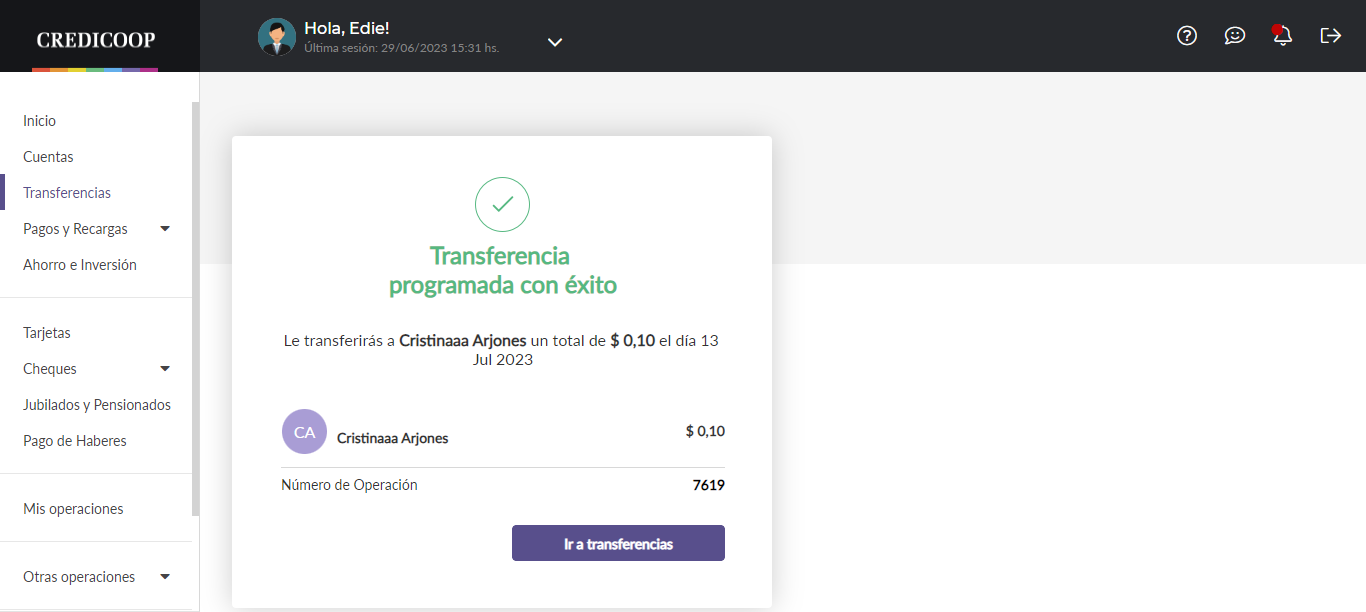 CREDICOOP
Hola, Edie!
Última sesión: 29/06/2023 15:31 hs.
Inicio
Cuentas
Transferencias
Pagos y Recargas
Ahorro e Inversión
Tarjetas
Cheques
Jubilados y Pensionados
Pago de Haberes
Mis operaciones
Otras operaciones
Transferencia
programada con éxito
Le transferirás a Cristinaaa Arjones un total de $ 0,10 el día 13
Jul 2023
CA Cristinaaa Arjones $ 0,10
Número de Operación 7619
Ir a transferencias